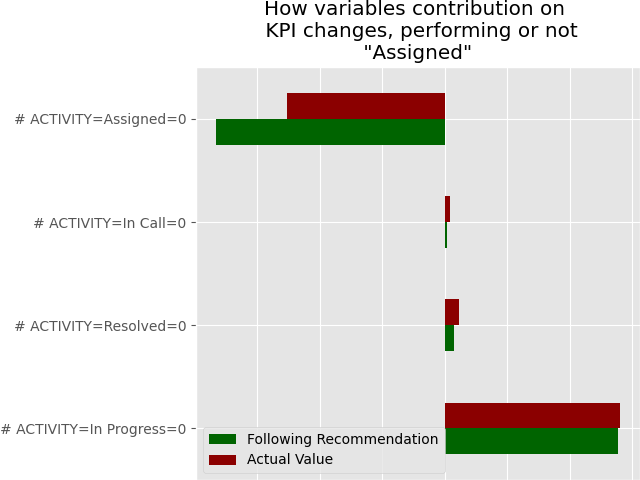 How variables contribution on
KPI changes, performing or not
"Assigned"
# ACTIVITY=Assigned=0
# ACTIVITY=In Call=0
# ACTIVITY=Resolved=0
# ACTIVITY=In Progress=0
Following Recommendation
Actual Value